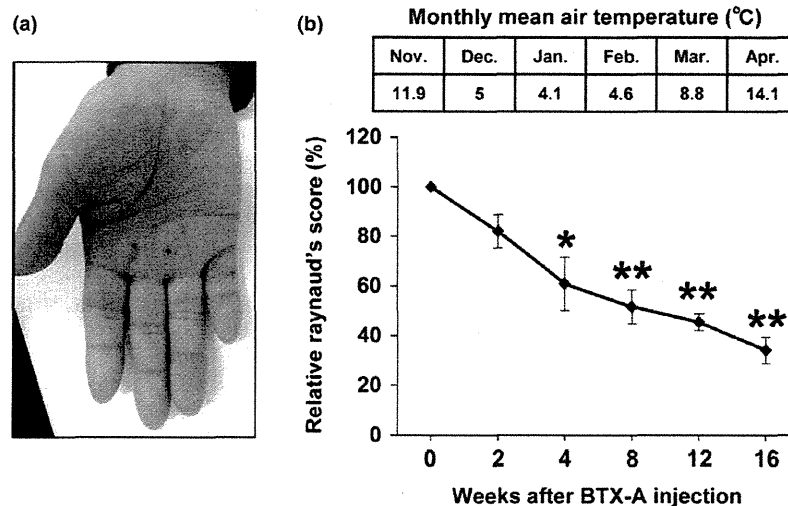 (a)
(b)
Monthly mean air temperature (°C)
Nov. Dec. Jan. Feb. Mar. Apr.
11.9 5 4.1 4.6 8.8 14.1
Relative raynaud's score (%)
120
100
80
60
40
20
0
*
**
**
**
0 2 4 8 12 16
Weeks after BTX-A injection